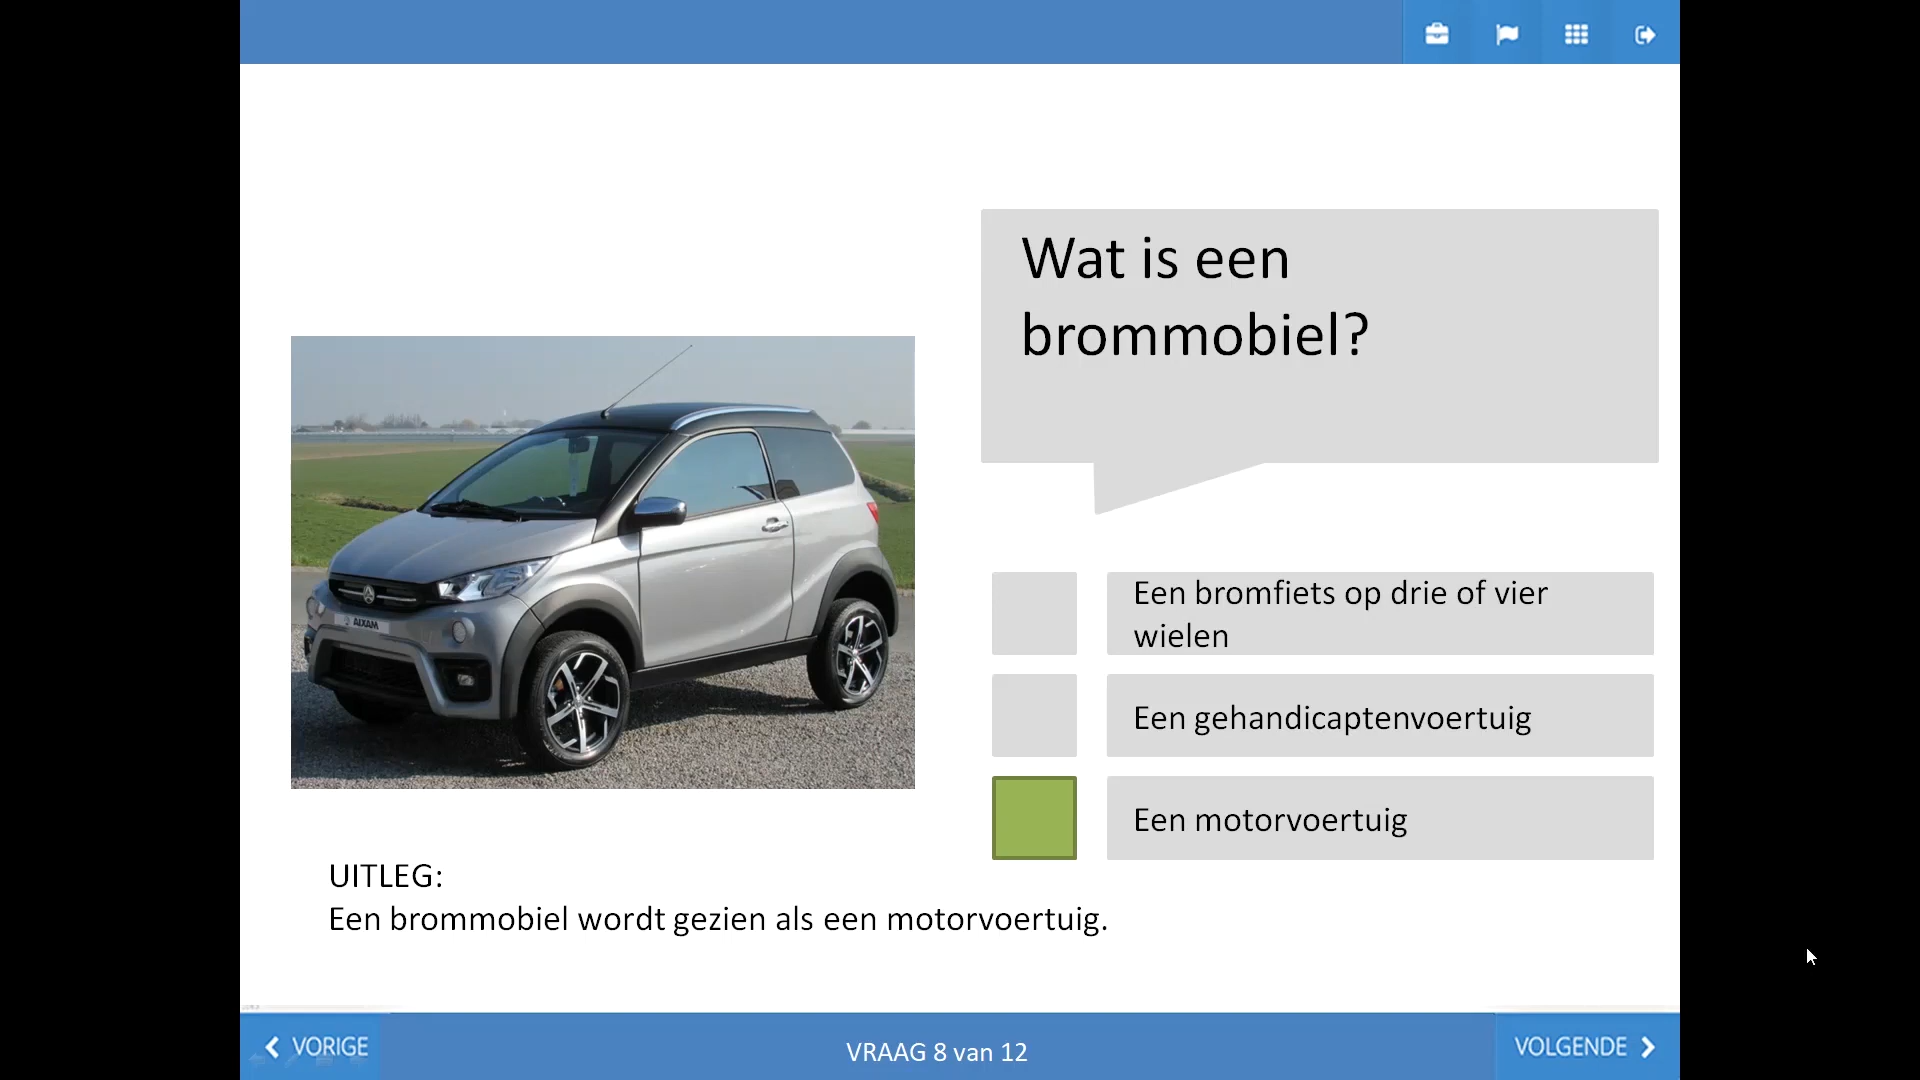 Wat is een
brommobiel?
AIXAM
Een bromfiets op drie of vier
wielen
Een gehandicaptenvoertuig
Een motorvoertuig
UITLEG:
Een brommobiel wordt gezien als een motorvoertuig.
VORIGE
VRAAG 8 van 12
VOLGENDE